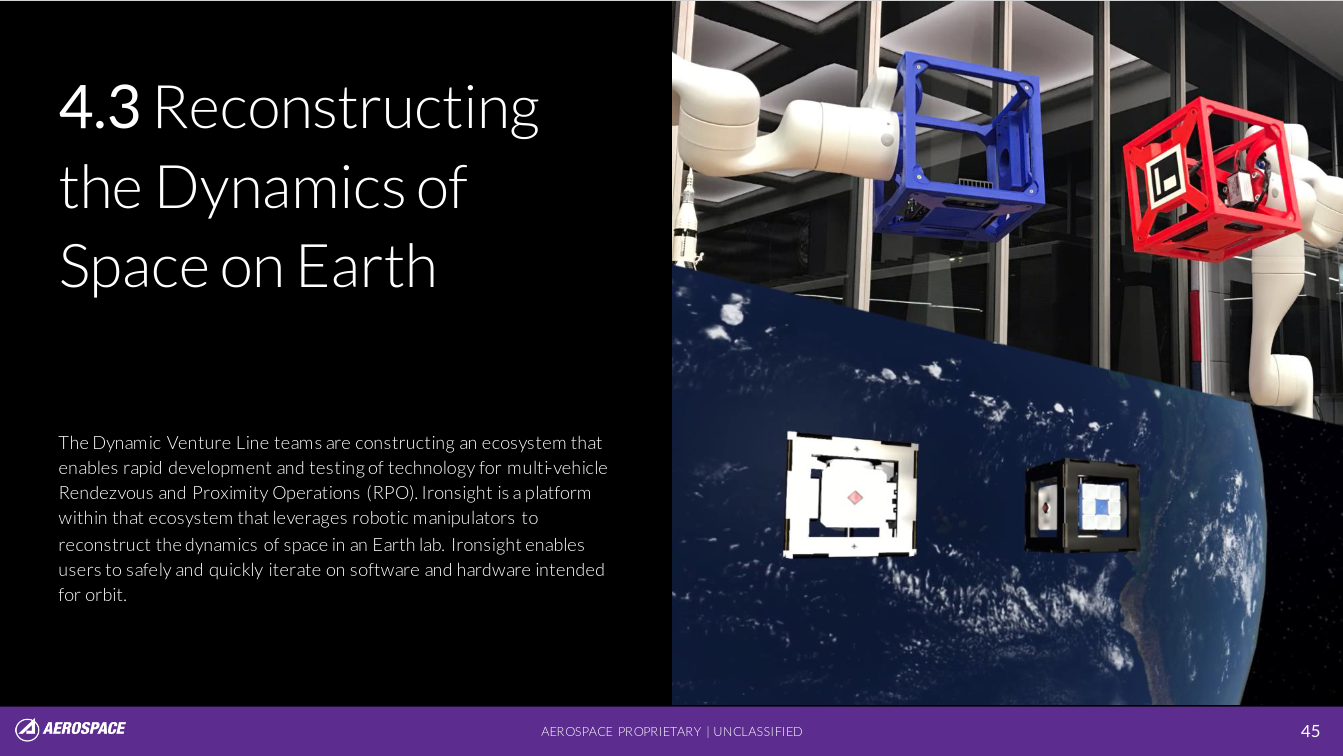 4.3 Reconstructing
the Dynamics of
Space on Earth
The Dynamic Venture Line teams are constructing an ecosystem that
enables rapid development and testing of technology for multi-vehicle
Rendezvous and Proximity Operations (RPO). Ironsight is a platform
within that ecosystem that leverages robotic manipulators to
reconstruct the dynamics of space in an Earth lab. Ironsight enables
users to safely and quickly iterate on software and hardware intended
for orbit.
AEROSPACE
AEROSPACE PROPRIETARY | UNCLASSIFIED
45